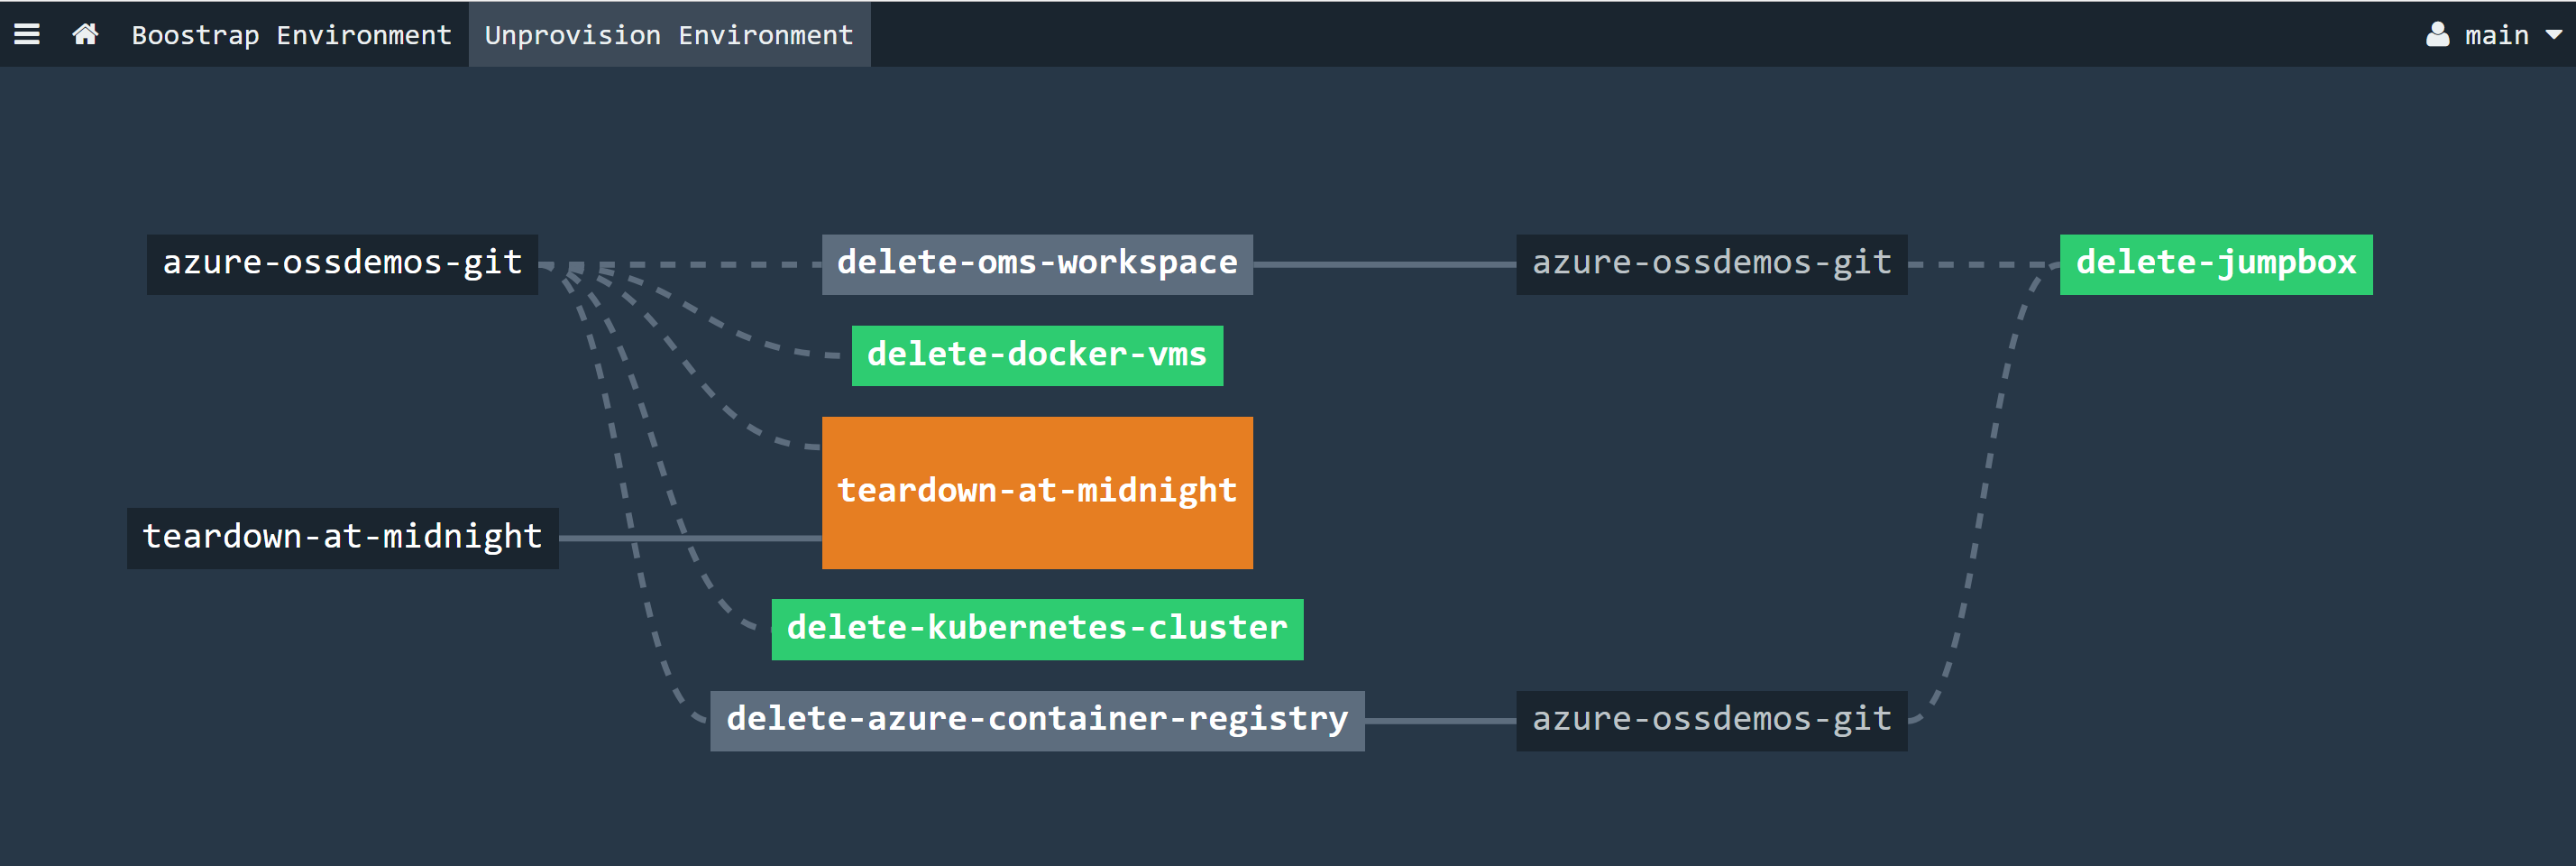 Boostrap Environment Unprovision Environment main
azure-ossdemos-git delete-oms-workspace azure-ossdemos-git delete-jumpbox
delete-docker-vms
teardown-at-midnight
teardown-at-midnight
delete-kubernetes-cluster
delete-azure-container-registry azure-ossdemos-git